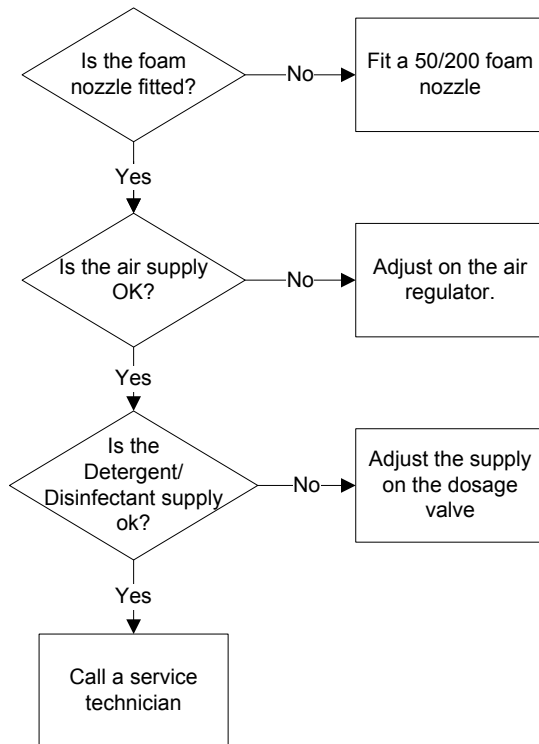 Is the foam
nozzle fitted?
No
Fit a 50/200 foam
nozzle
Yes
Is the air supply
OK?
No
Adjust on the air
regulator.
Yes
Is the
Detergent/
Disinfectant supply
ok?
No
Adjust the supply
on the dosage
valve
Yes
Call a service
technician